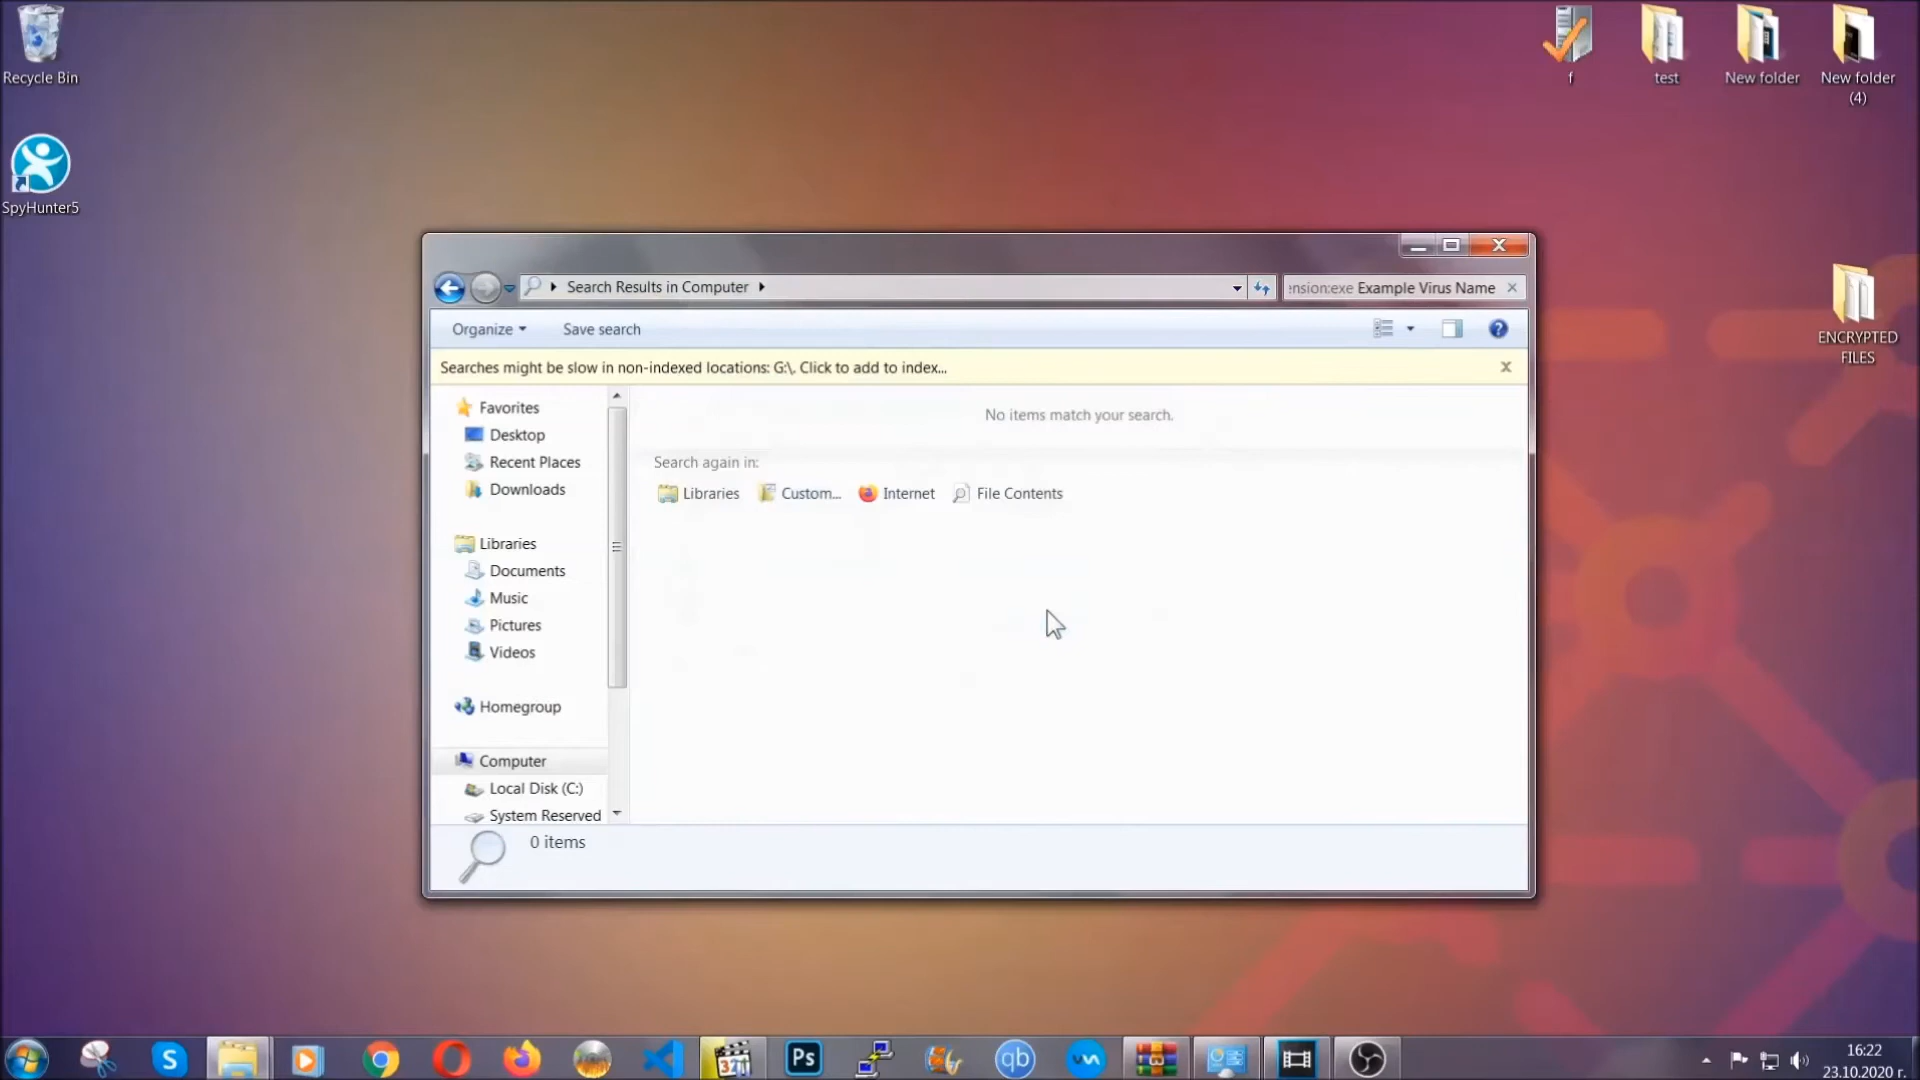 Recycle Bin
SpyHunter5
f
test
New folder
New folder
(4)
ENCRYPTED
FILES
Search Results in Computer
nsion:exe Example Virus Name
Organize
Save search
Searches might be slow in non-indexed locations: G:\. Click to add to index...
x
Favorites
Desktop
Recent Places
Downloads
Libraries
Documents
Music
Pictures
Videos
Homegroup
Computer
Local Disk (C:)
System Reserved
No items match your search.
Search again in:
Libraries
Custom...
Internet
File Contents
0 items
S
321
Ps
qb
16:22
23.10.2020 г.